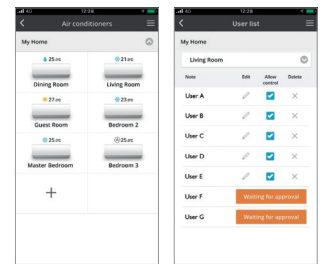 4G 12:28
Air conditioners
My Home
25.0℃ 21.0℃
Dining Room Living Room
27.0℃ 23.0℃
Guest Room Bedroom 2
25.0℃ 25.0℃
Master Bedroom Bedroom 3
+
4G 12:28
User list
My Home
Living Room
Note Edit Allow control Delete
User A
User B
User C
User D
User E
User F Waiting for approval
User G Waiting for approval